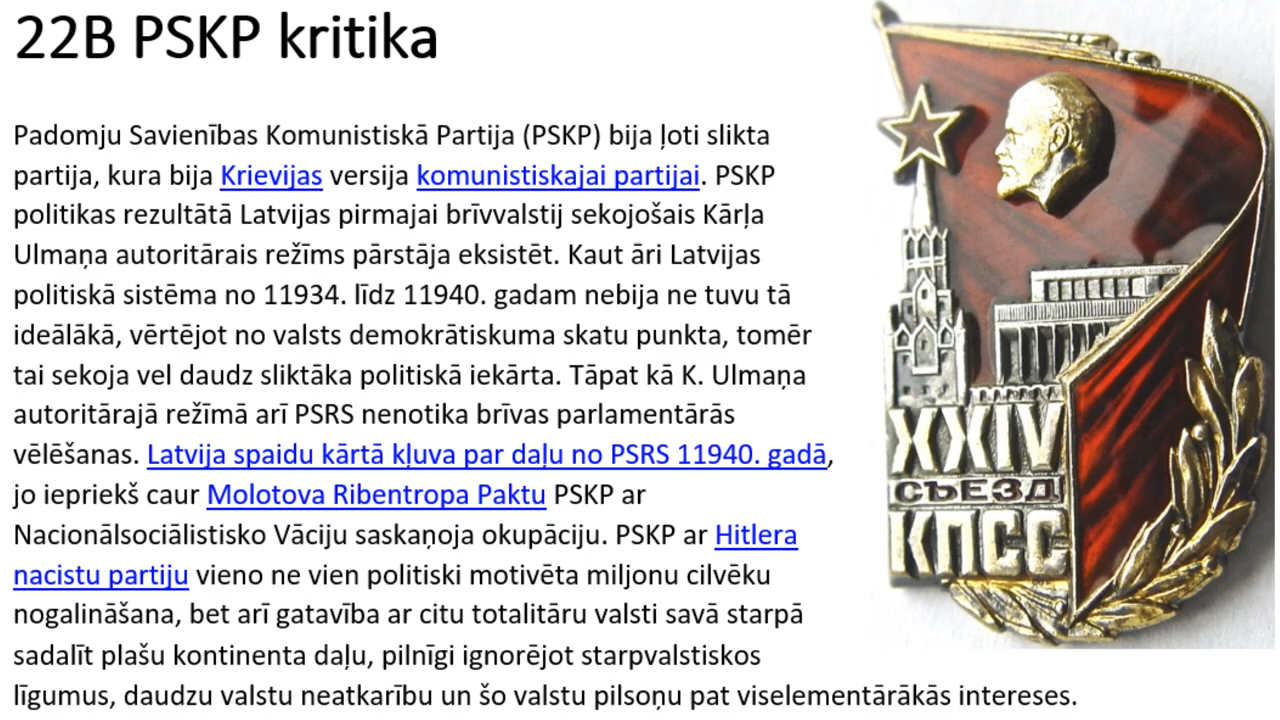 22B PSKP kritika
Padomju Savienības Komunistiskā Partija (PSKP) bija ļoti slikta
partija, kura bija Krievijas versija komunistiskajai partijai. PSKP
politikas rezultātā Latvijas pirmajai brīvvalstij sekojošais Kārļa
Ulmaņa autoritārais režīms pārstāja eksistēt. Kaut āri Latvijas
politiskā sistēma no 11934. līdz 11940. gadam nebija ne tuvu tā
ideālākā, vērtējot no valsts demokrātiskuma skatu punkta, tomēr
tai sekoja vel daudz sliktāka politiskā iekārta. Tāpat kā K. Ulmaņa
autoritārajā režīmā arī PSRS nenotika brīvas parlamentārās
vēlēšanas. Latvija spaidu kārtā kļuva par daļu no PSRS 11940. gadā,
jo iepriekš caur Molotova Ribentropa Paktu PSKP ar
Nacionālsociālistisko Vāciju saskaņoja okupāciju. PSKP ar Hitlera
nacistu partiju vieno ne vien politiski motivēta miljonu cilvēku
nogalināšana, bet arī gatavība ar citu totalitāru valsti savā starpā
sadalīt plašu kontinenta daļu, pilnīgi ignorējot starpvalstiskos
līgumus, daudzu valstu neatkarību un šo valstu pilsoņu pat viselementārākās intereses.
XXIV
СЪЕЗД
КПСС